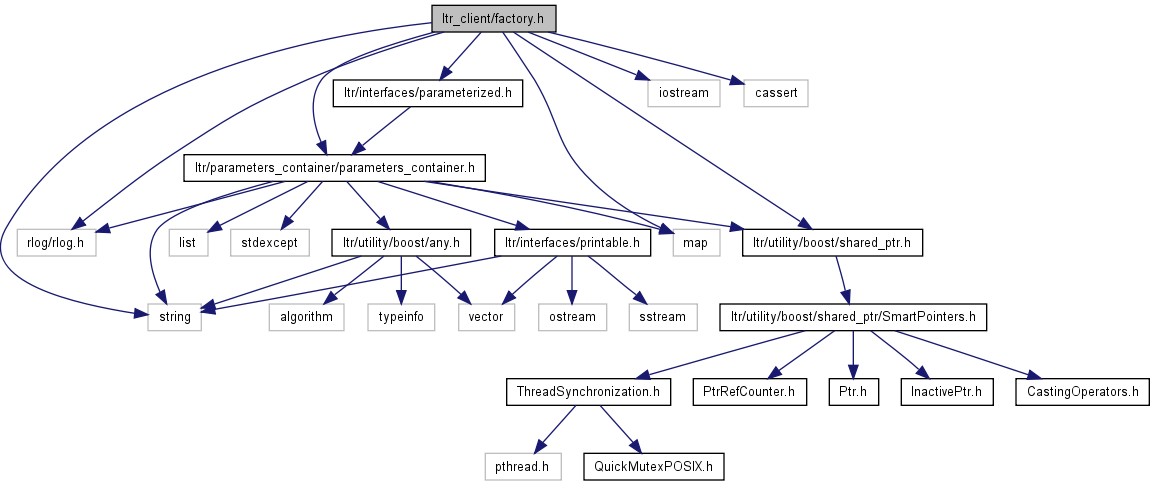 ltr_client/factory.h
ltr/interfaces/parameterized.h
iostream
cassert
ltr/parameters_container/parameters_container.h
rlog/rlog.h
list
stdexcept
ltr/utility/boost/any.h
ltr/interfaces/printable.h
map
ltr/utility/boost/shared_ptr.h
string
algorithm
typeinfo
vector
ostream
sstream
ltr/utility/boost/shared_ptr/SmartPointers.h
ThreadSynchronization.h
PtrRefCounter.h
Ptr.h
InactivePtr.h
CastingOperators.h
pthread.h
QuickMutexPOSIX.h